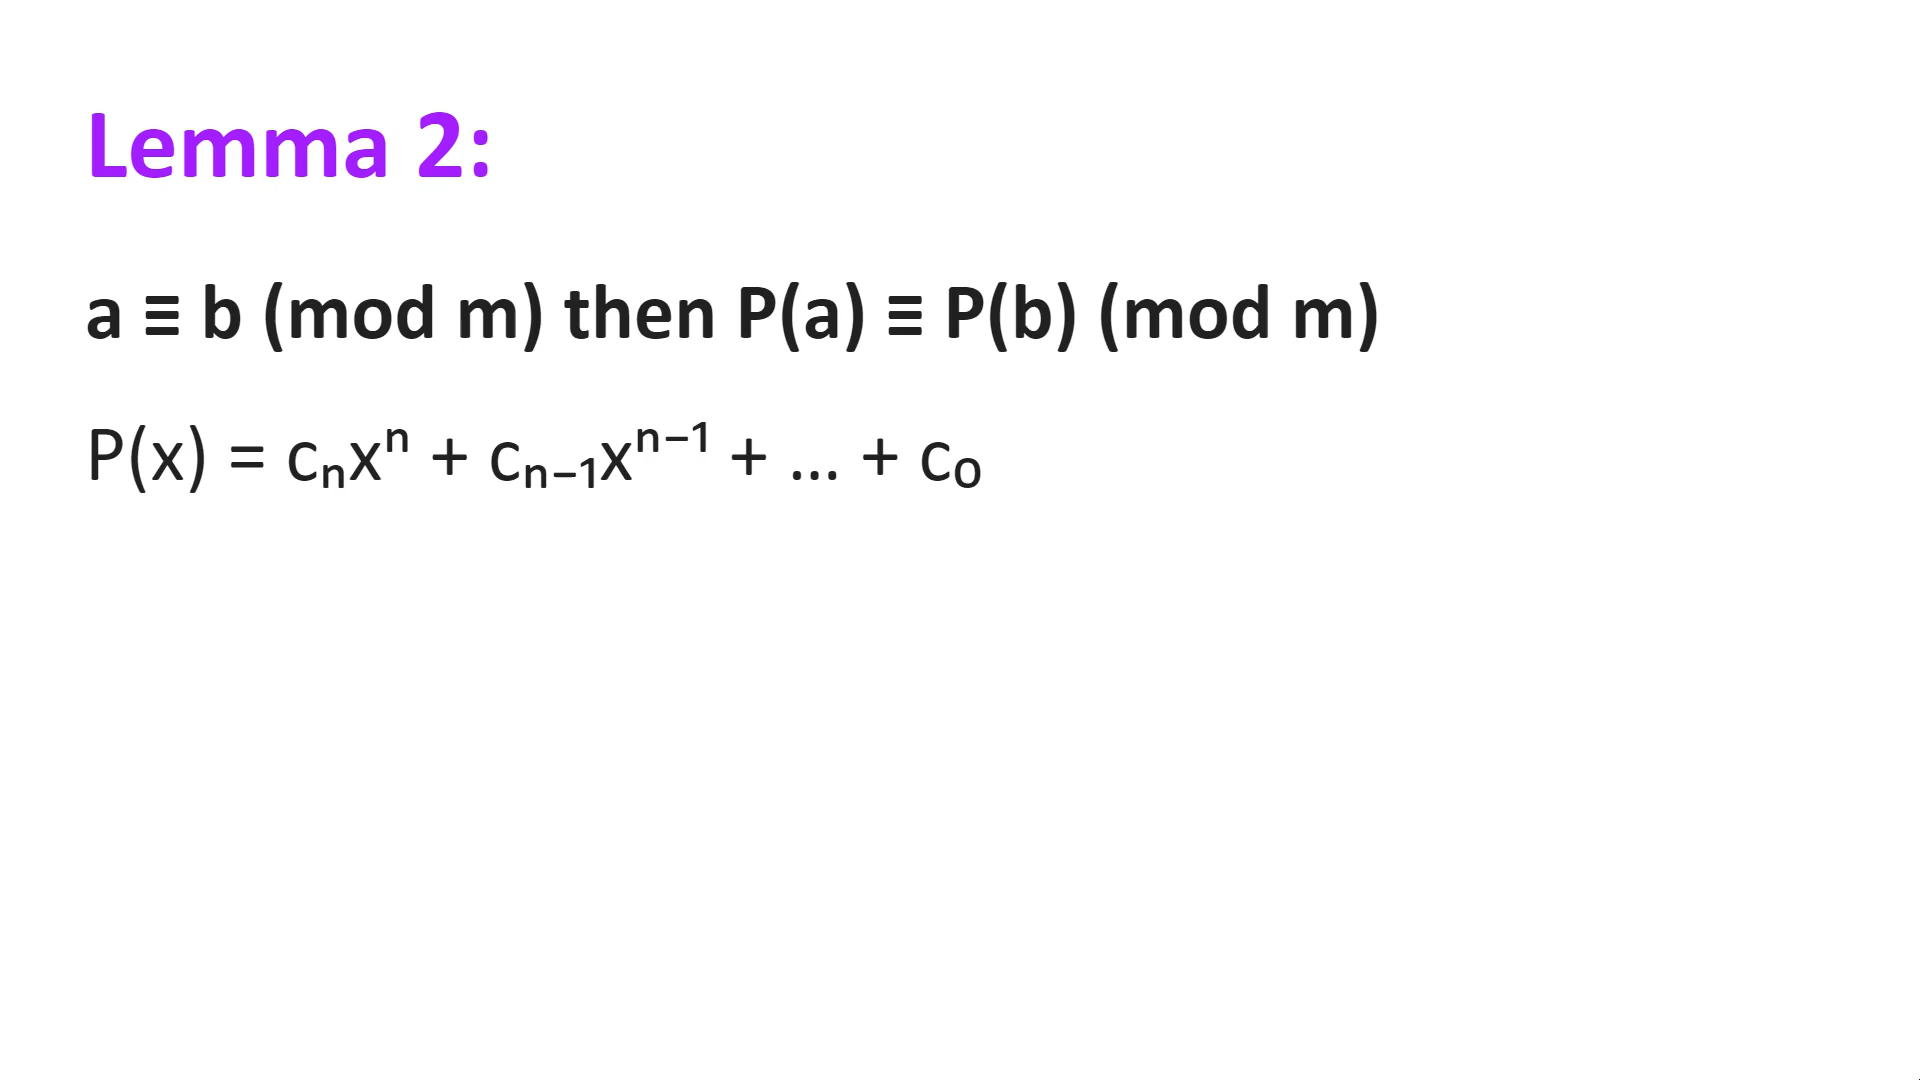 Lemma 2:
a ≡ b (mod m) then P(a) ≡ P(b) (mod m)
P(x) = cₙxⁿ + cₙ₋₁xⁿ⁻¹ + ... + c₀